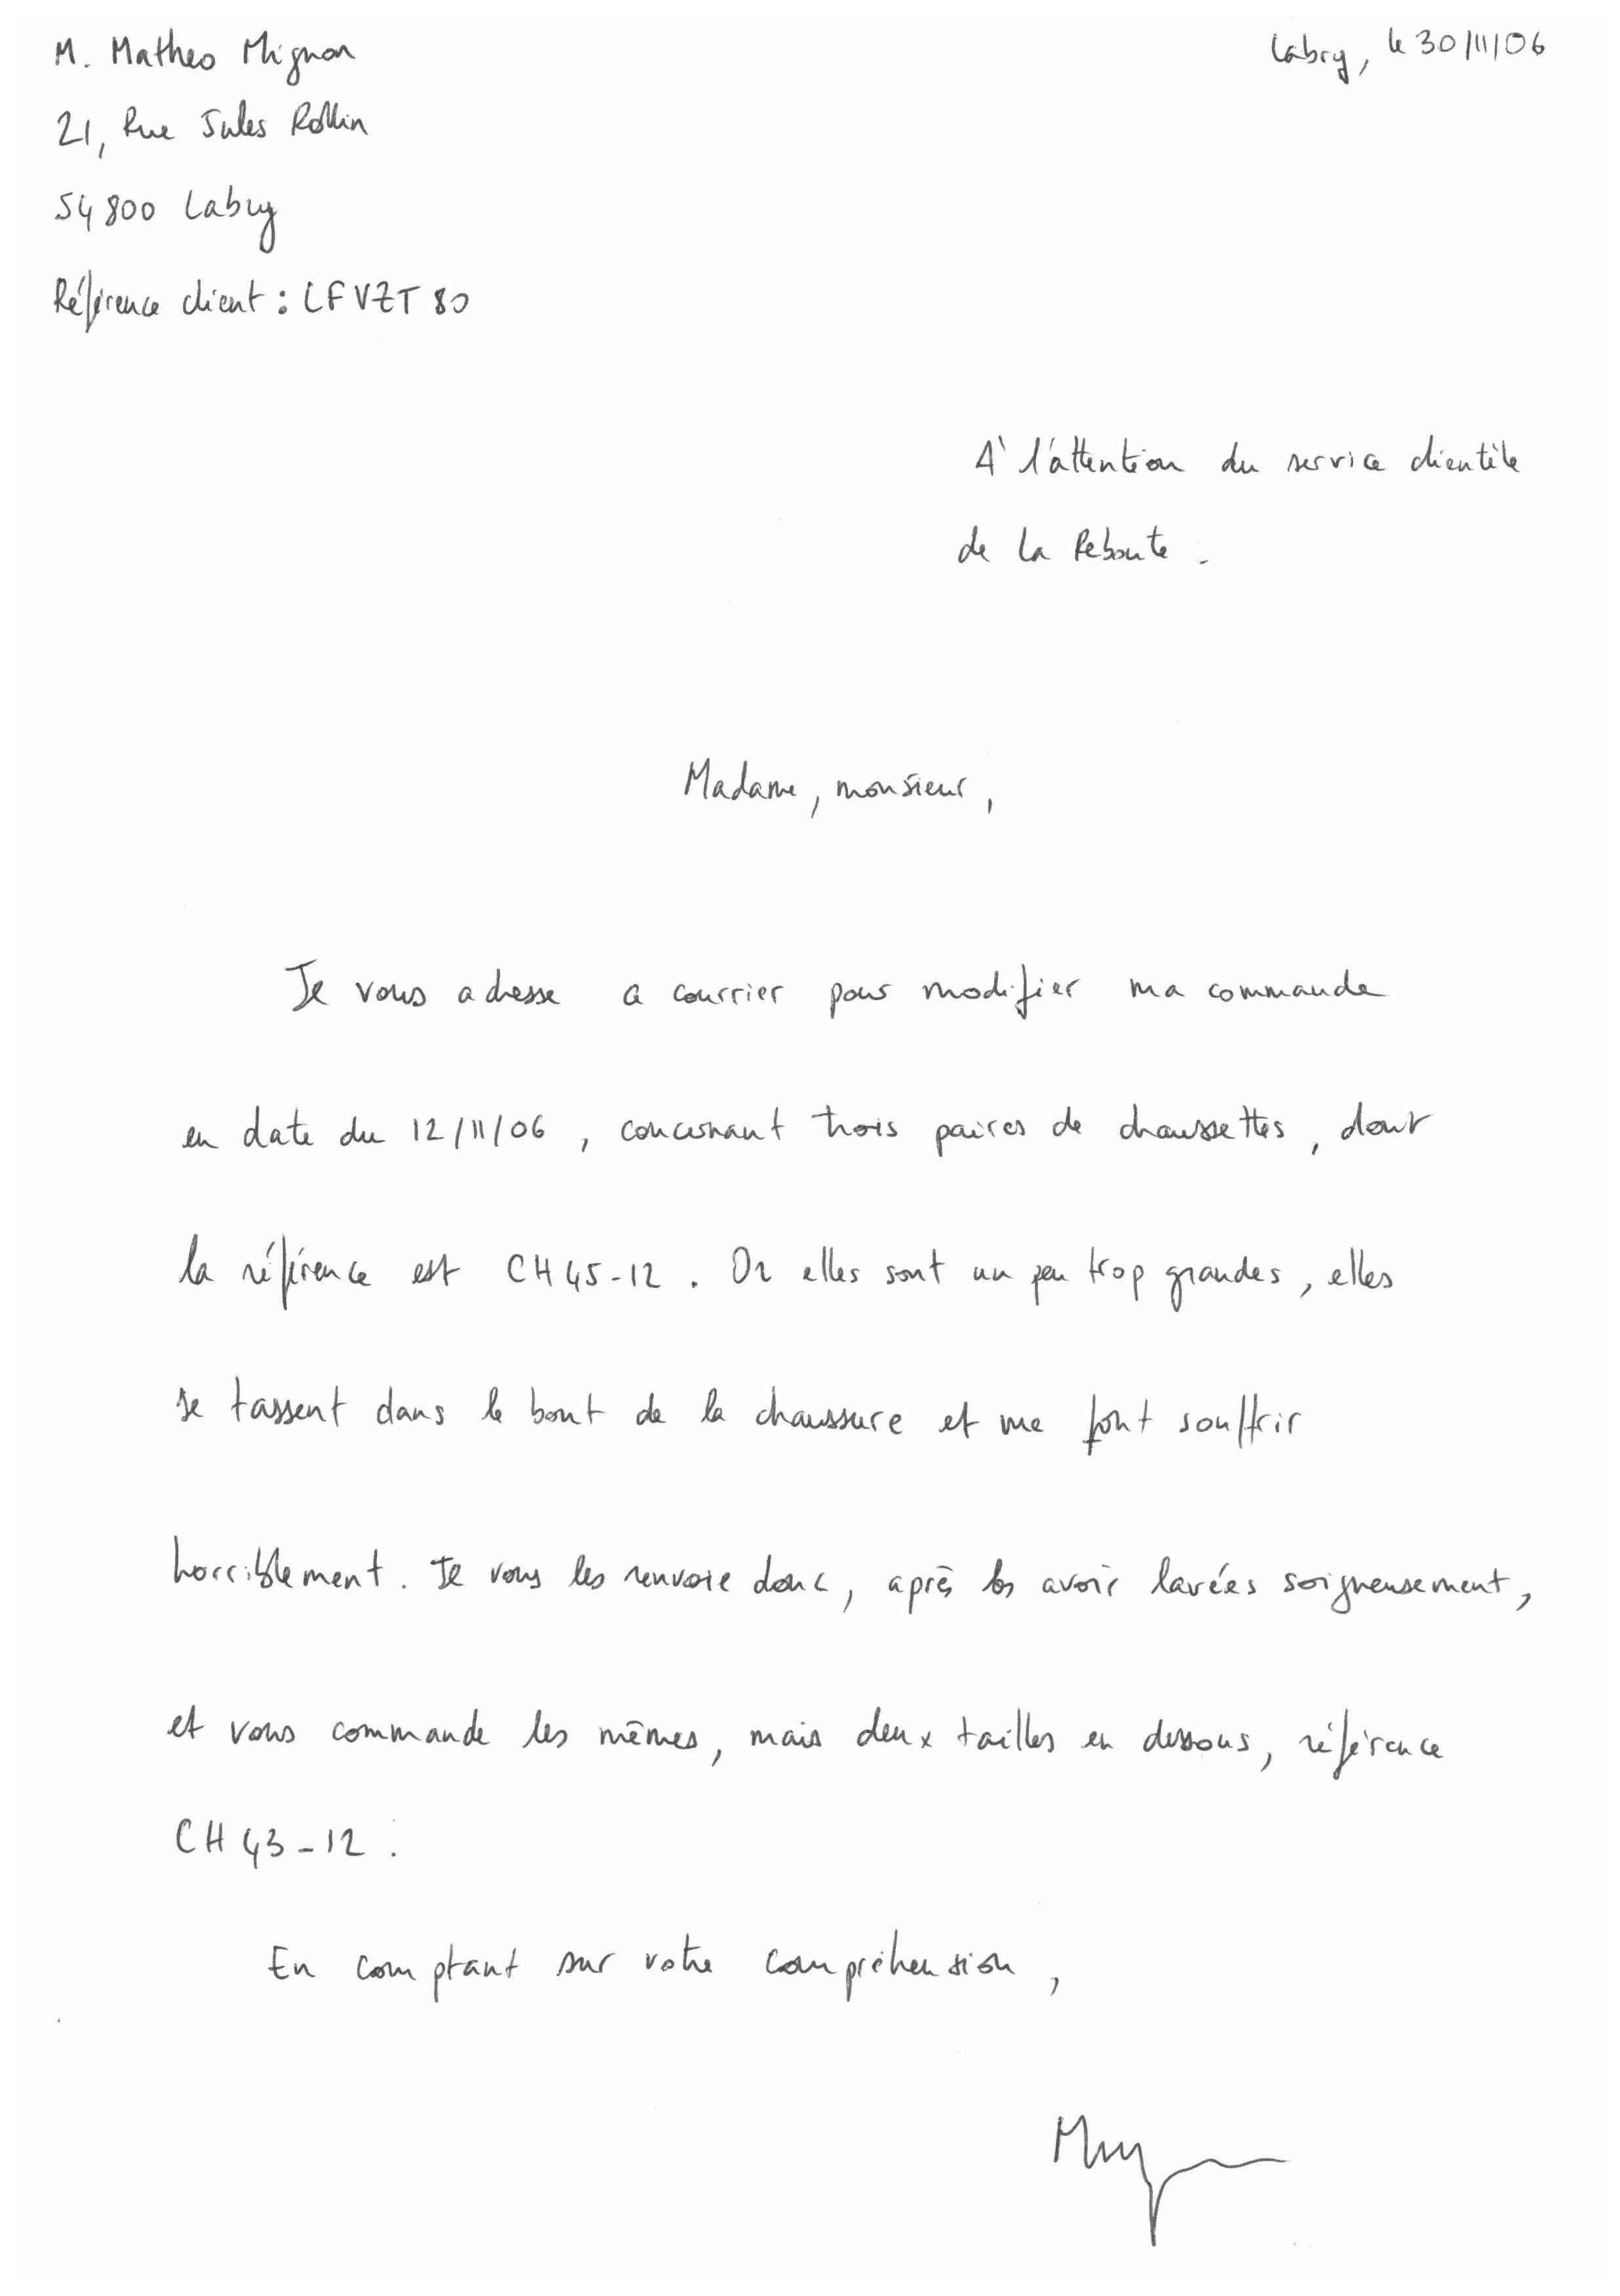 M. Matheo Mignon
Labry, le 30/11/06
21, Rue Jules Rollin
54800 Labry
Référence client : LFVZT80
A' l'attention du service clientèle
de la Reboute.
Madame, monsieur,
Je vous adresse ce courrier pour modifier ma commande
en date du 12/11/06, concernant trois paires de chaussettes, dont
la référence est CH45-12. Or elles sont un peu trop grandes, elles
se tassent dans le bout de la chaussure et me font souffrir
horriblement. Je vous les renvoie donc, après les avoir lavées soigneusement,
et vous commande les mêmes, mais deux tailles en dessous, référence
CH43-12.
En comptant sur votre compréhension,